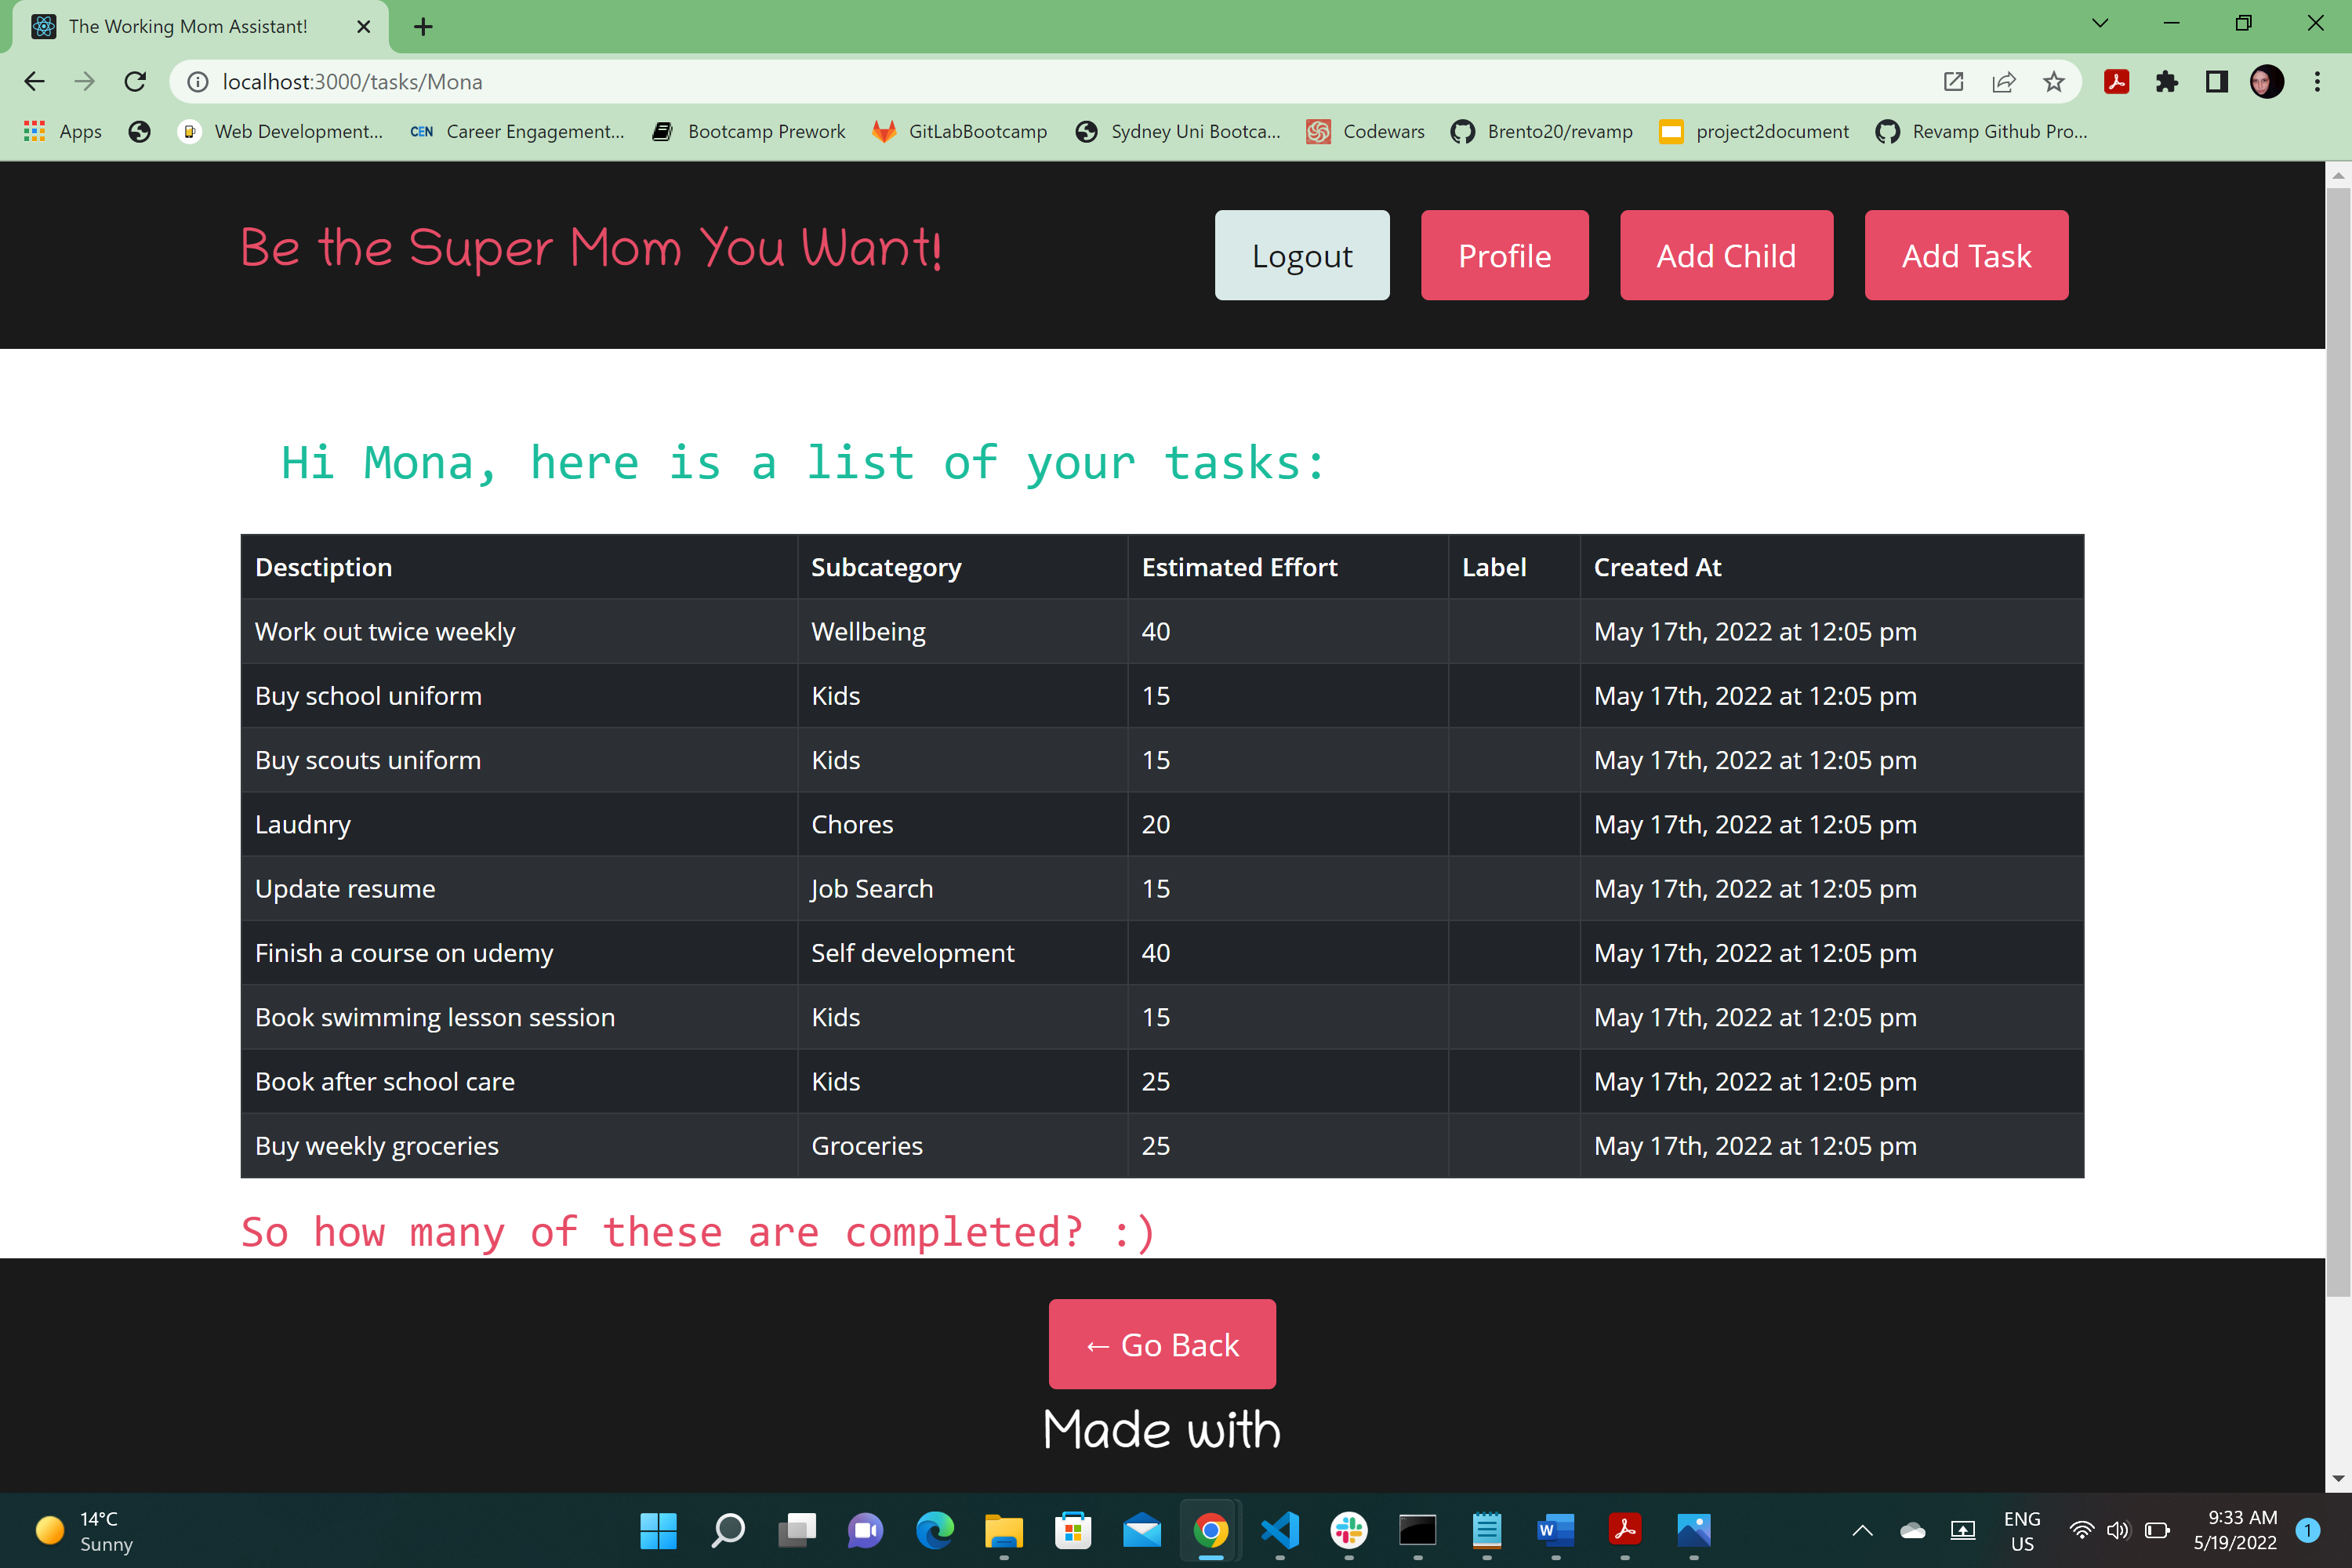 The Working Mom Assistant!
localhost:3000/tasks/Mona
Apps Web Development... CEN Career Engagement... Bootcamp Prework GitLabBootcamp Sydney Uni Bootca... Codewars Brento20/revamp project2document Revamp Github Pro...
Be the Super Mom You Want! Logout Profile Add Child Add Task
Hi Mona, here is a list of your tasks:
Desctiption Subcategory Estimated Effort Label Created At
Work out twice weekly Wellbeing 40 May 17th, 2022 at 12:05 pm
Buy school uniform Kids 15 May 17th, 2022 at 12:05 pm
Buy scouts uniform Kids 15 May 17th, 2022 at 12:05 pm
Laudnry Chores 20 May 17th, 2022 at 12:05 pm
Update resume Job Search 15 May 17th, 2022 at 12:05 pm
Finish a course on udemy Self development 40 May 17th, 2022 at 12:05 pm
Book swimming lesson session Kids 15 May 17th, 2022 at 12:05 pm
Book after school care Kids 25 May 17th, 2022 at 12:05 pm
Buy weekly groceries Groceries 25 May 17th, 2022 at 12:05 pm
So how many of these are completed? :)
← Go Back
Made with
14°C
Sunny
W
ENG
US
9:33 AM
5/19/2022
1